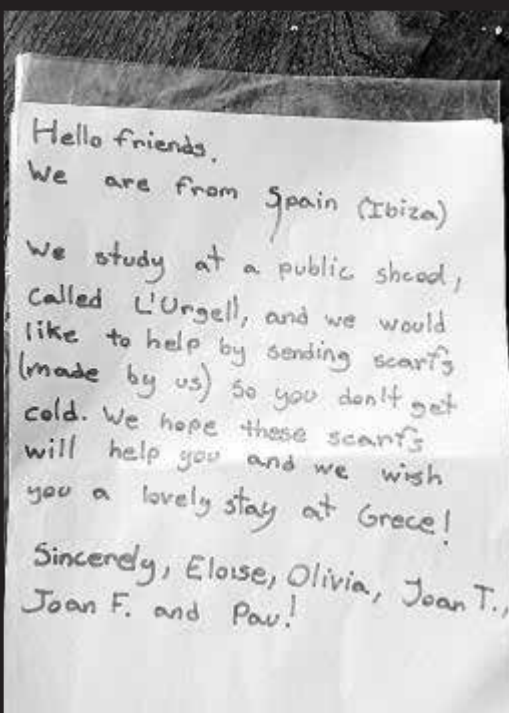 Hello friends.
We are from Spain (Ibiza)
We study at a public shcool,
called L'Urgell, and we would
like to help by sending scarfs
(made by us) so you don't get
cold. We hope these scarfs
will help you and we wish
you a lovely stay at Grece!
Sincerely, Eloise, Olivia, Joan T.,
Joan F. and Pau!